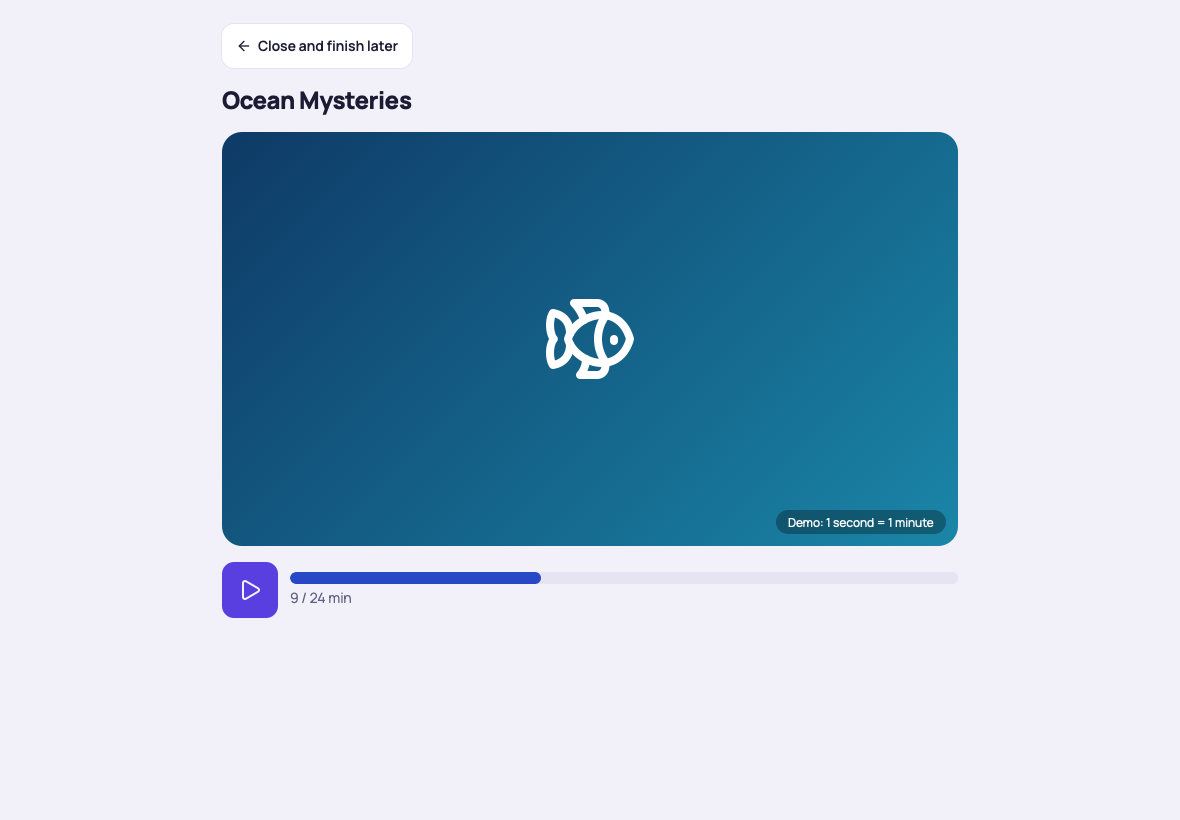 Close and finish later
Ocean Mysteries
Demo: 1 second = 1 minute
9 / 24 min